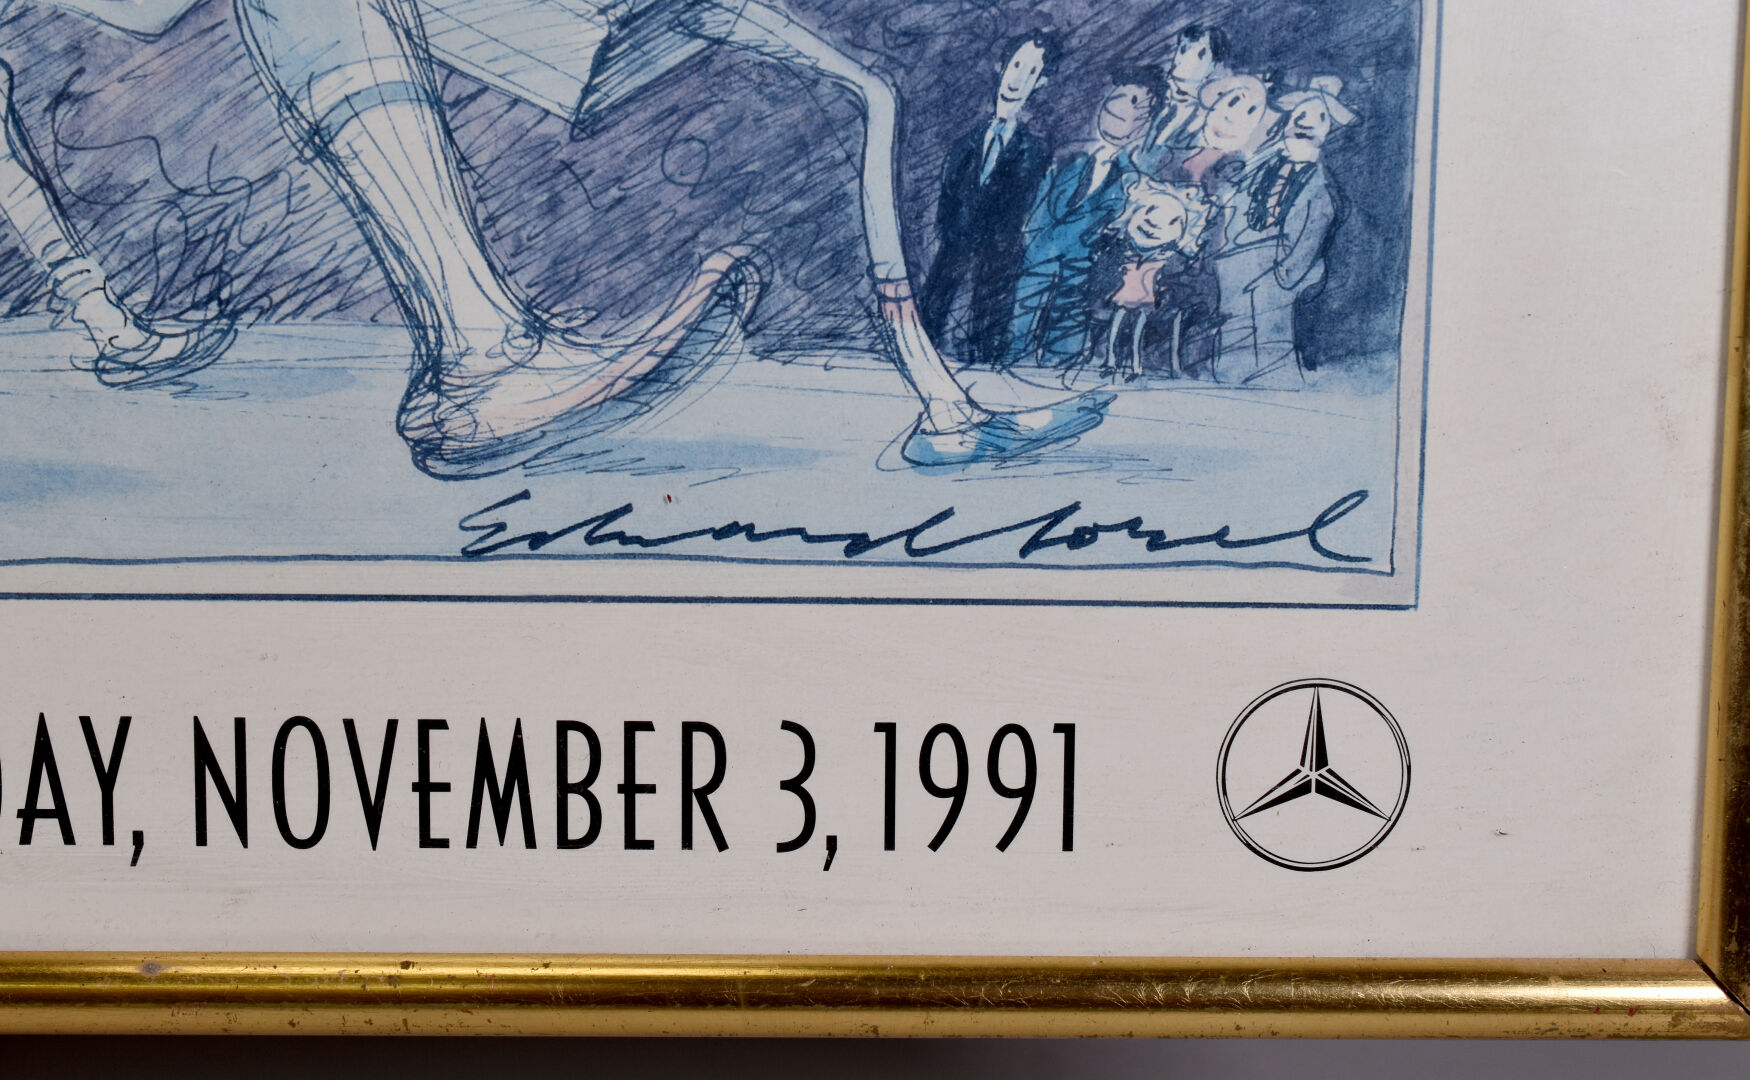 Edward Sorel
DAY, NOVEMBER 3, 1991